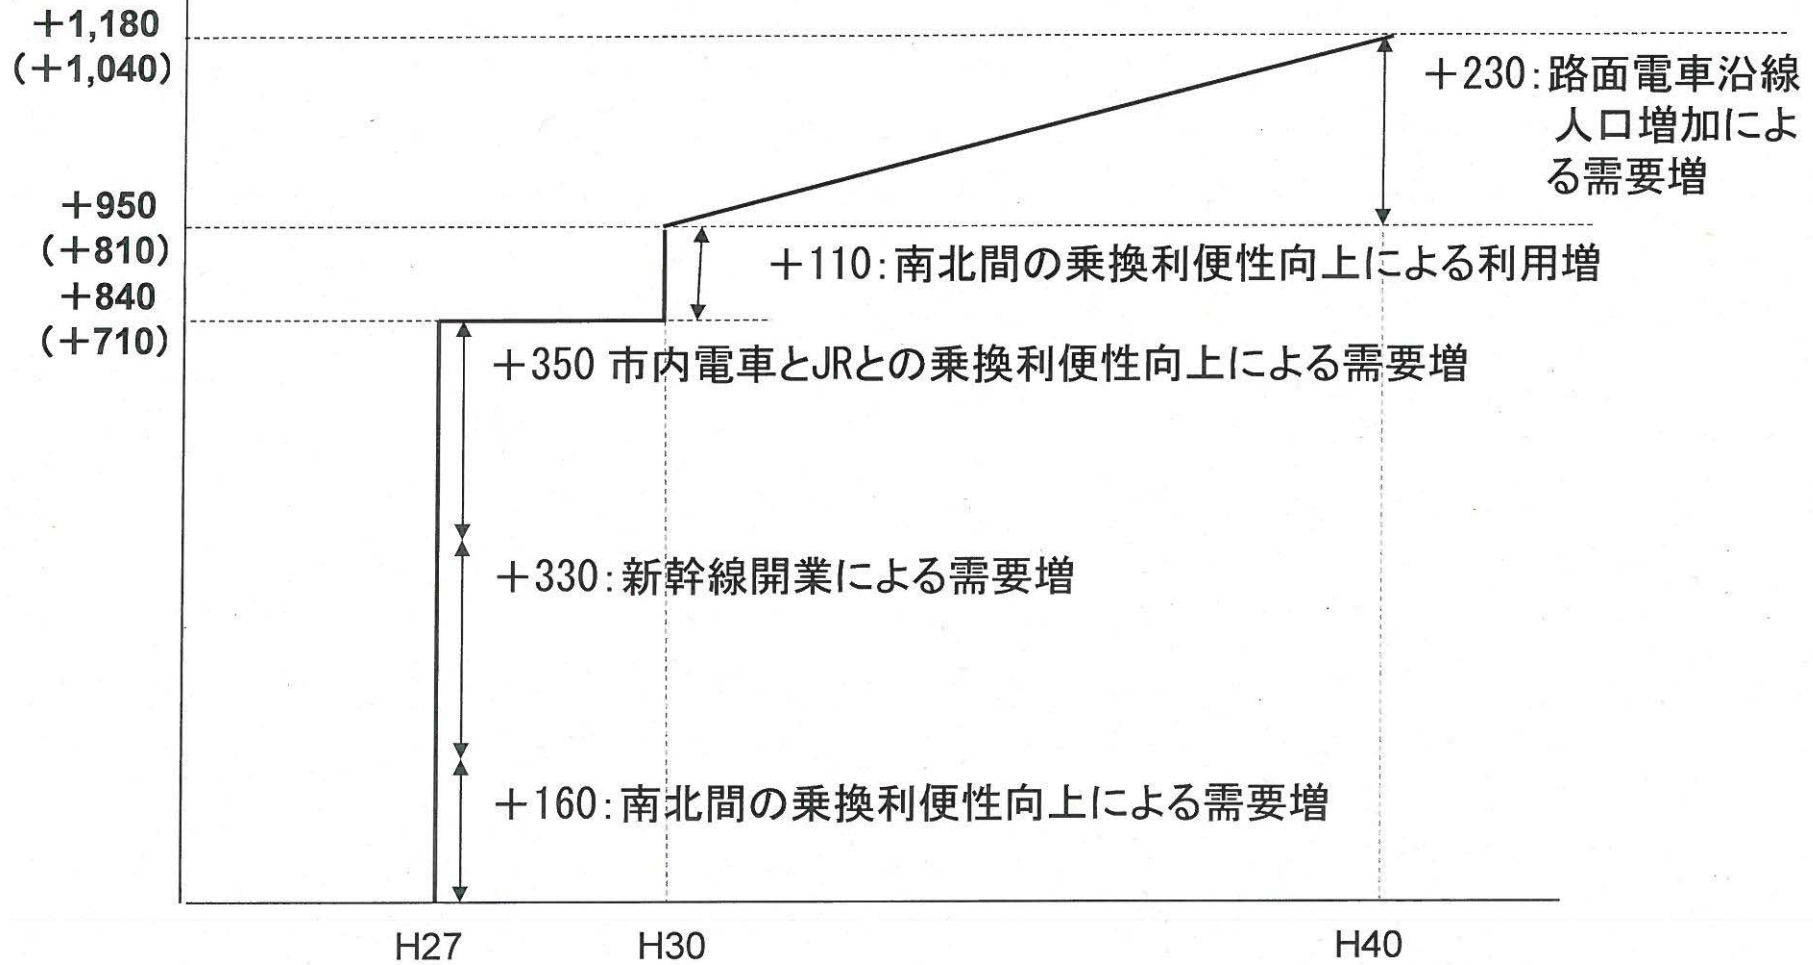 ＋1,180
(＋1,040)
＋230：路面電車沿線
人口増加によ
る需要増
＋950
(＋810)
＋110：南北間の乗換利便性向上による利用増
＋840
(＋710)
＋350 市内電車とJRとの乗換利便性向上による需要増
＋330：新幹線開業による需要増
＋160：南北間の乗換利便性向上による需要増
H27
H30
H40